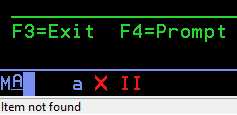 F3=Exit F4=Prompt
MA a X II
Item not found